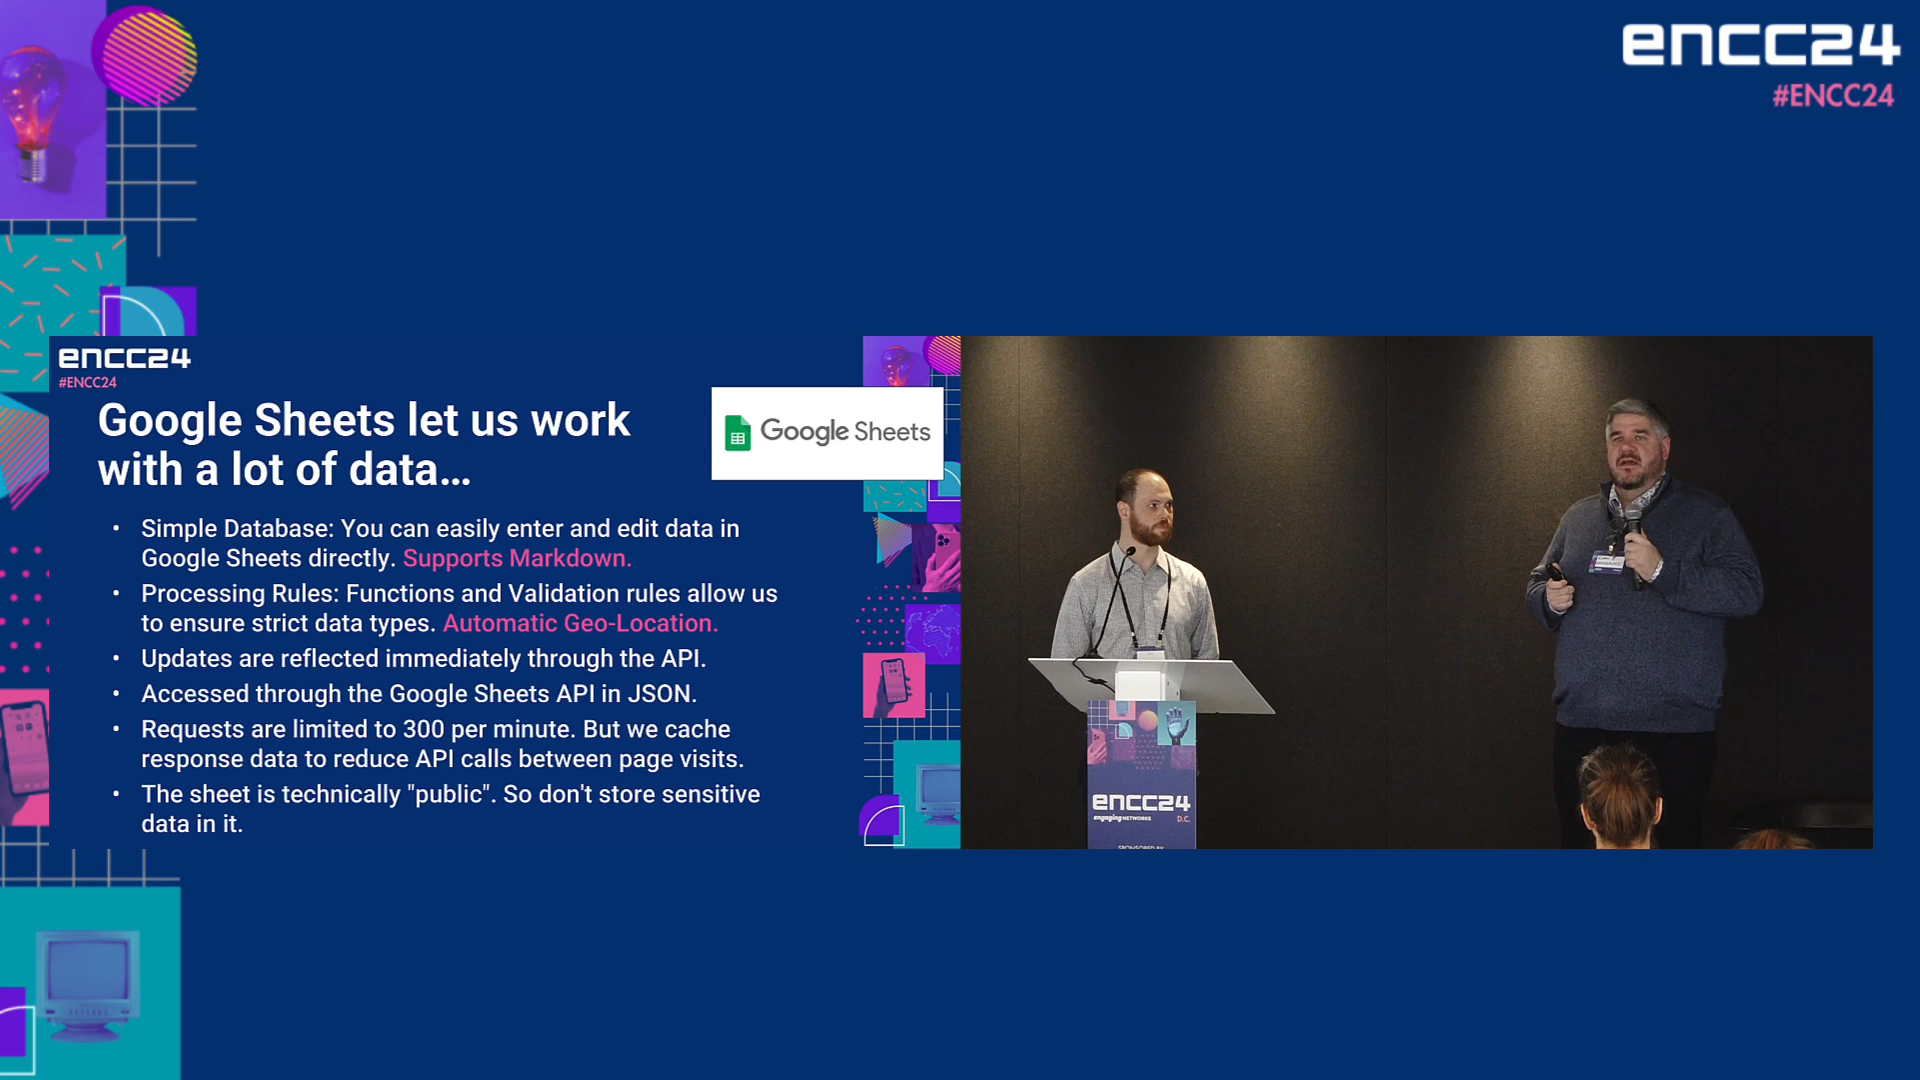 encc24
#ENCC24
encc24
#ENCC24
Google Sheets let us work
with a lot of data...
Google Sheets
• Simple Database: You can easily enter and edit data in
Google Sheets directly. Supports Markdown.
• Processing Rules: Functions and Validation rules allow us
to ensure strict data types. Automatic Geo-Location.
• Updates are reflected immediately through the API.
• Accessed through the Google Sheets API in JSON.
• Requests are limited to 300 per minute. But we cache
response data to reduce API calls between page visits.
• The sheet is technically "public". So don't store sensitive
data in it.
encc24
engaging NETWORKS D.C.
SPONSORED BY